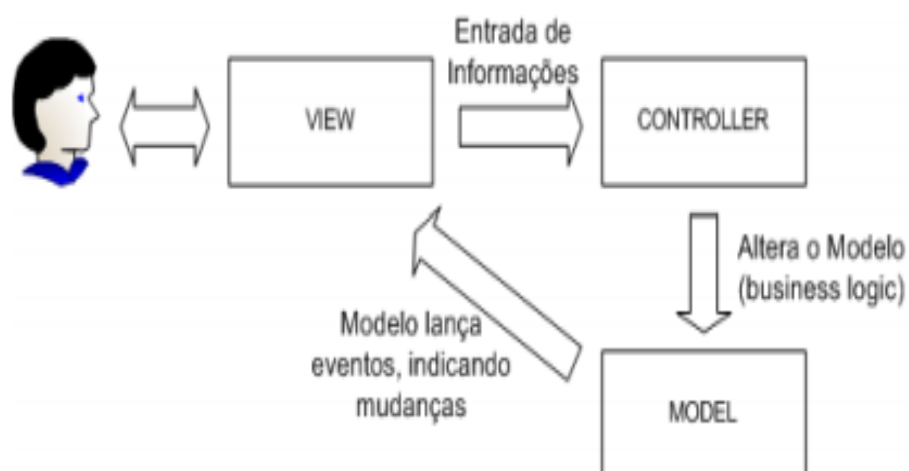 Entrada de
Informações
VIEW
CONTROLLER
Altera o Modelo
(business logic)
Modelo lança
eventos, indicando
mudanças
MODEL